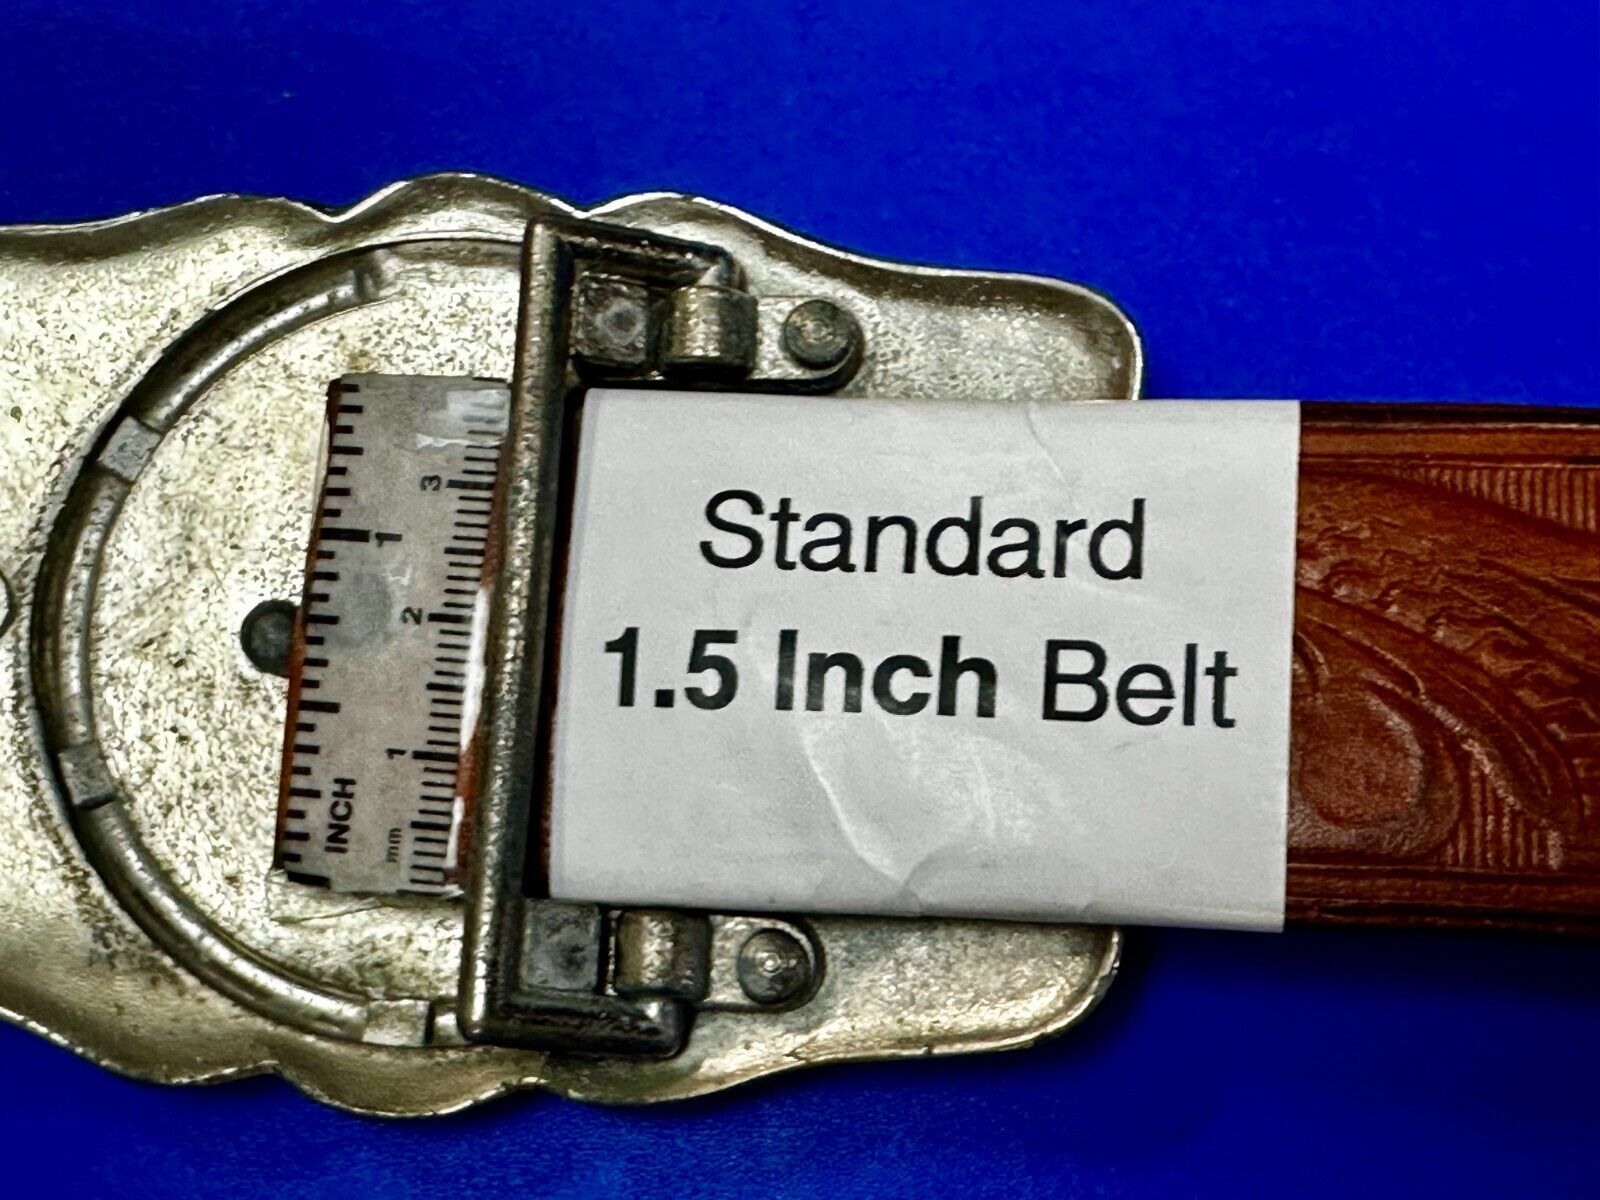 Standard
1.5 Inch Belt
INCH 1
mm 1 2 3